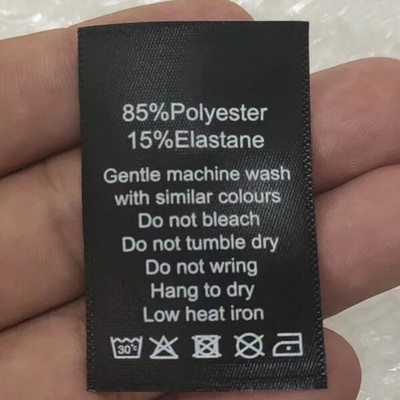 85%Polyester
15%Elastane
Gentle machine wash
with similar colours
Do not bleach
Do not tumble dry
Do not wring
Hang to dry
Low heat iron
30°c